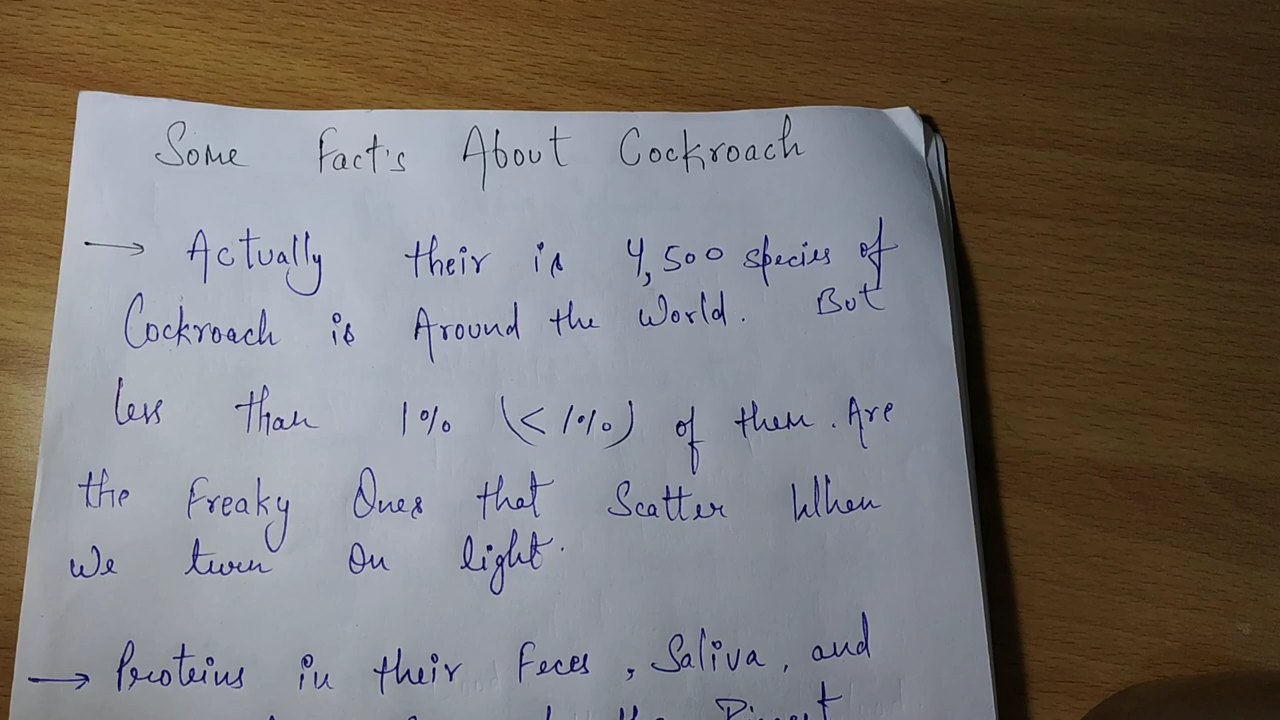 Some Fact's About Cockroach
→ Actually their is 4,500 species of
Cockroach is Around the World. But
less than 1% (<1%) of them. Are
the freaky Ones that Scatter When
We turn On light.
→ Proteins in their Feces, Saliva, and
the